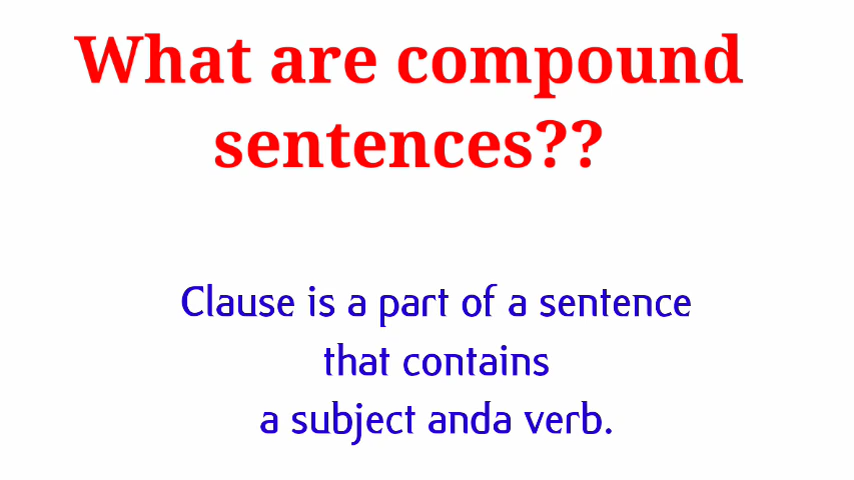 What are compound
sentences??
Clause is a part of a sentence
that contains
a subject anda verb.